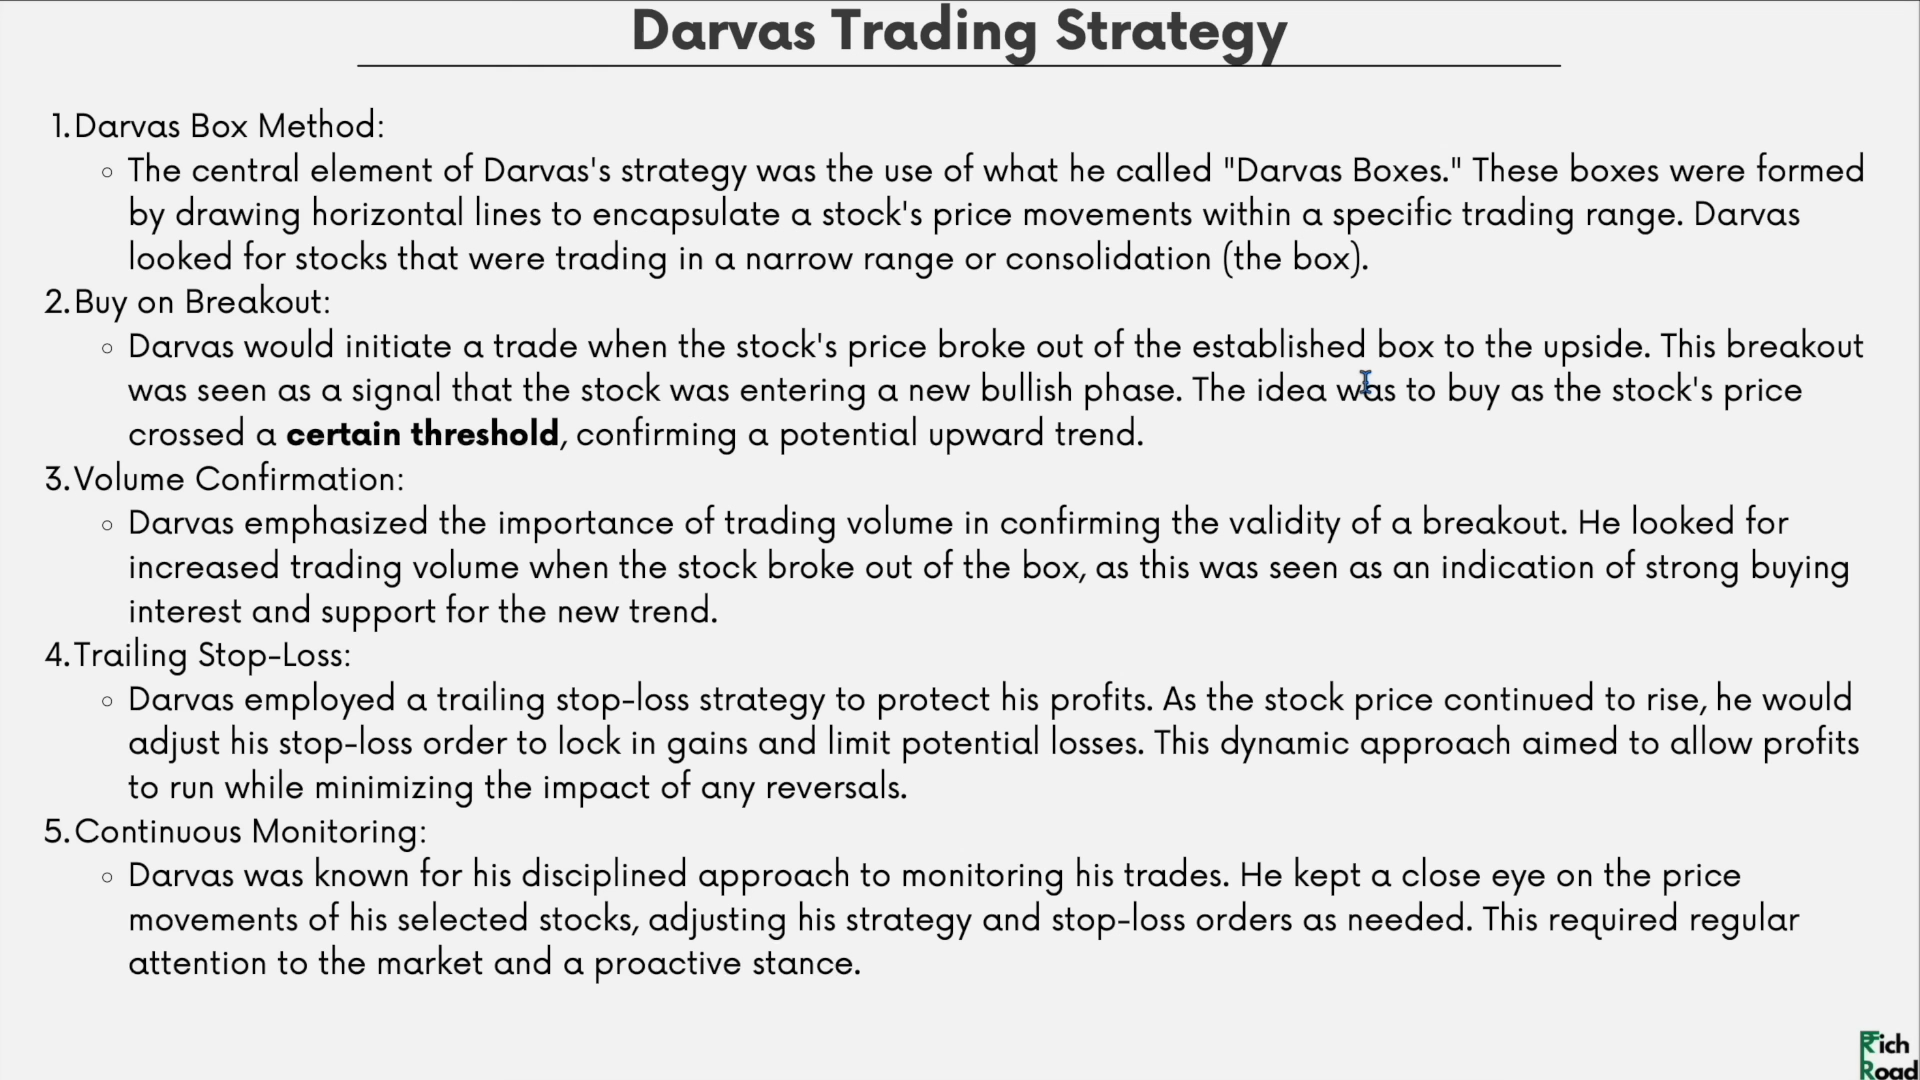 Darvas Trading Strategy
1. Darvas Box Method:
○ The central element of Darvas's strategy was the use of what he called "Darvas Boxes." These boxes were formed
by drawing horizontal lines to encapsulate a stock's price movements within a specific trading range. Darvas
looked for stocks that were trading in a narrow range or consolidation (the box).
2. Buy on Breakout:
○ Darvas would initiate a trade when the stock's price broke out of the established box to the upside. This breakout
was seen as a signal that the stock was entering a new bullish phase. The idea was to buy as the stock's price
crossed a certain threshold, confirming a potential upward trend.
3. Volume Confirmation:
○ Darvas emphasized the importance of trading volume in confirming the validity of a breakout. He looked for
increased trading volume when the stock broke out of the box, as this was seen as an indication of strong buying
interest and support for the new trend.
4. Trailing Stop-Loss:
○ Darvas employed a trailing stop-loss strategy to protect his profits. As the stock price continued to rise, he would
adjust his stop-loss order to lock in gains and limit potential losses. This dynamic approach aimed to allow profits
to run while minimizing the impact of any reversals.
5. Continuous Monitoring:
○ Darvas was known for his disciplined approach to monitoring his trades. He kept a close eye on the price
movements of his selected stocks, adjusting his strategy and stop-loss orders as needed. This required regular
attention to the market and a proactive stance.
₹ich
Road